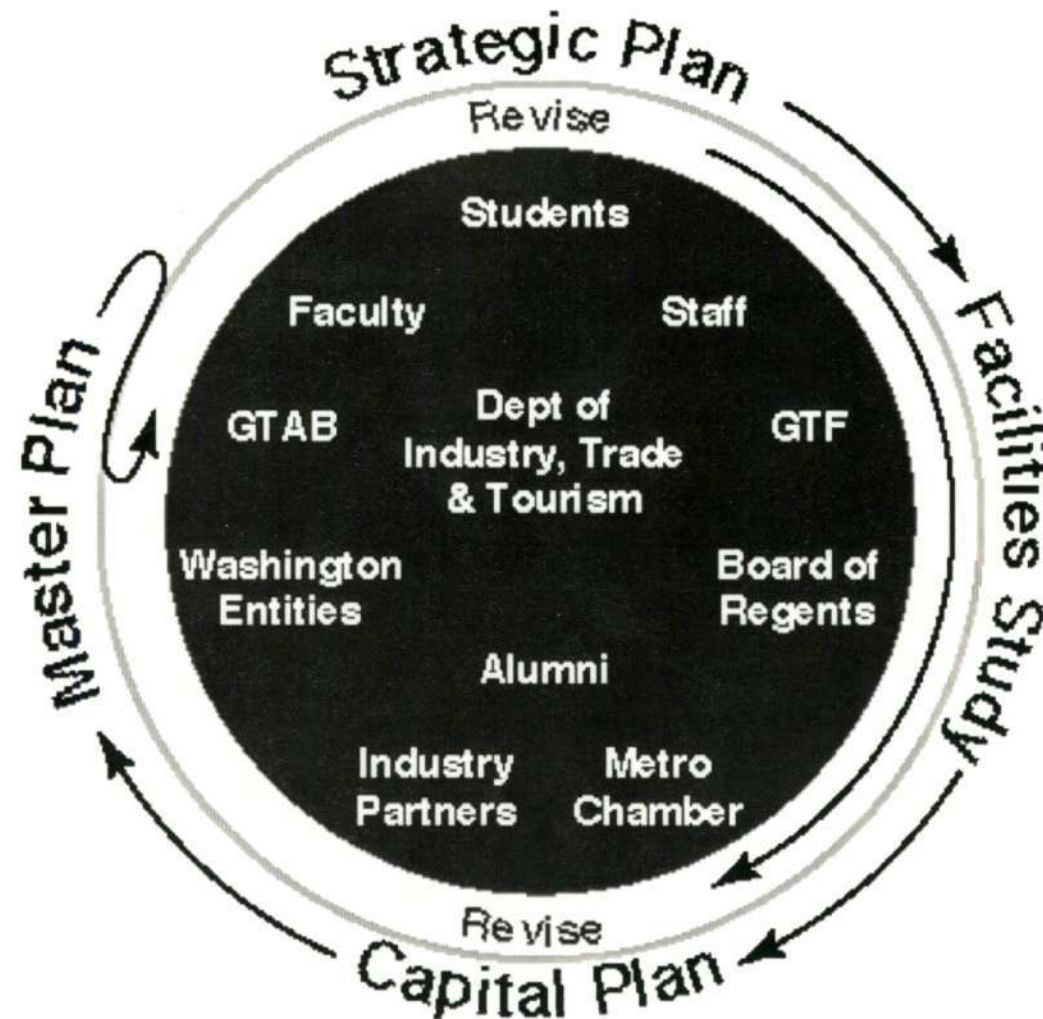 Strategic Plan
Revise
Students
Faculty
Staff
GTAB
Dept of
Industry, Trade
& Tourism
GTF
Washington
Entities
Board of
Regents
Alumni
Industry
Partners
Metro
Chamber
Revise
Capital Plan
Master Plan
Facilities Study